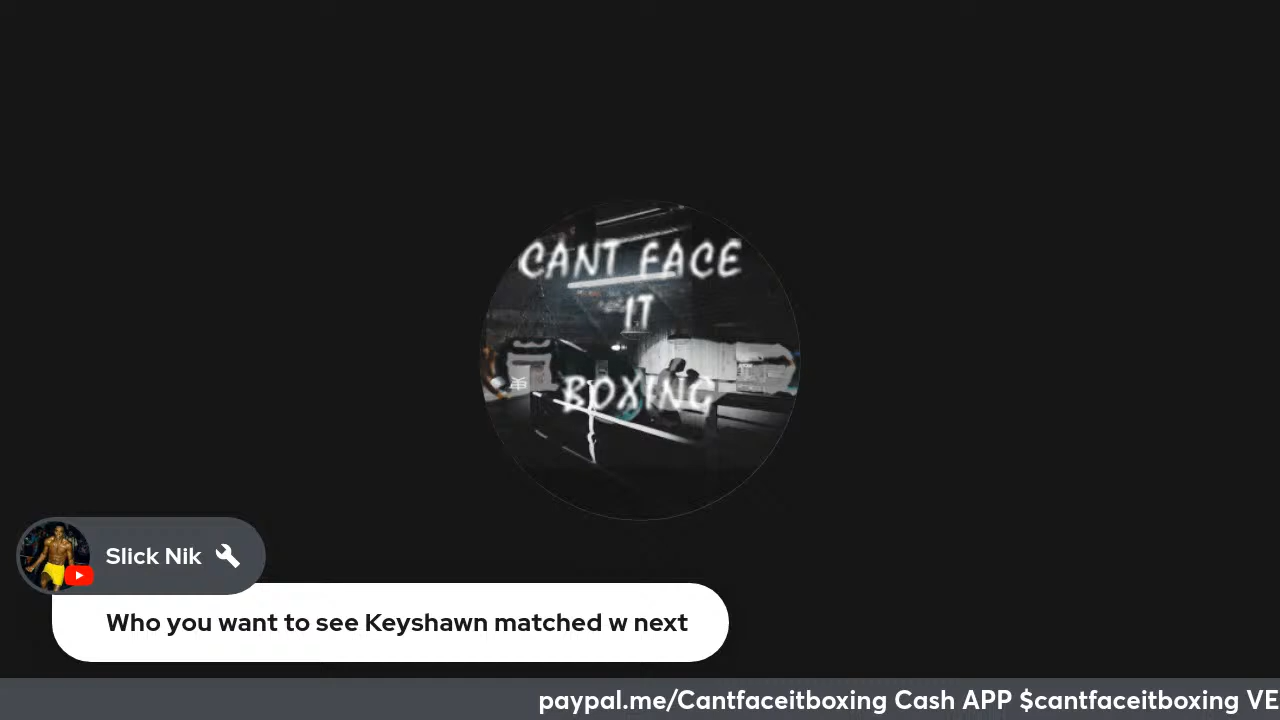 CANT FACE
IT
BOXING
Slick Nik
Who you want to see Keyshawn matched w next
paypal.me/Cantfaceitboxing Cash APP $cantfaceitboxing VE